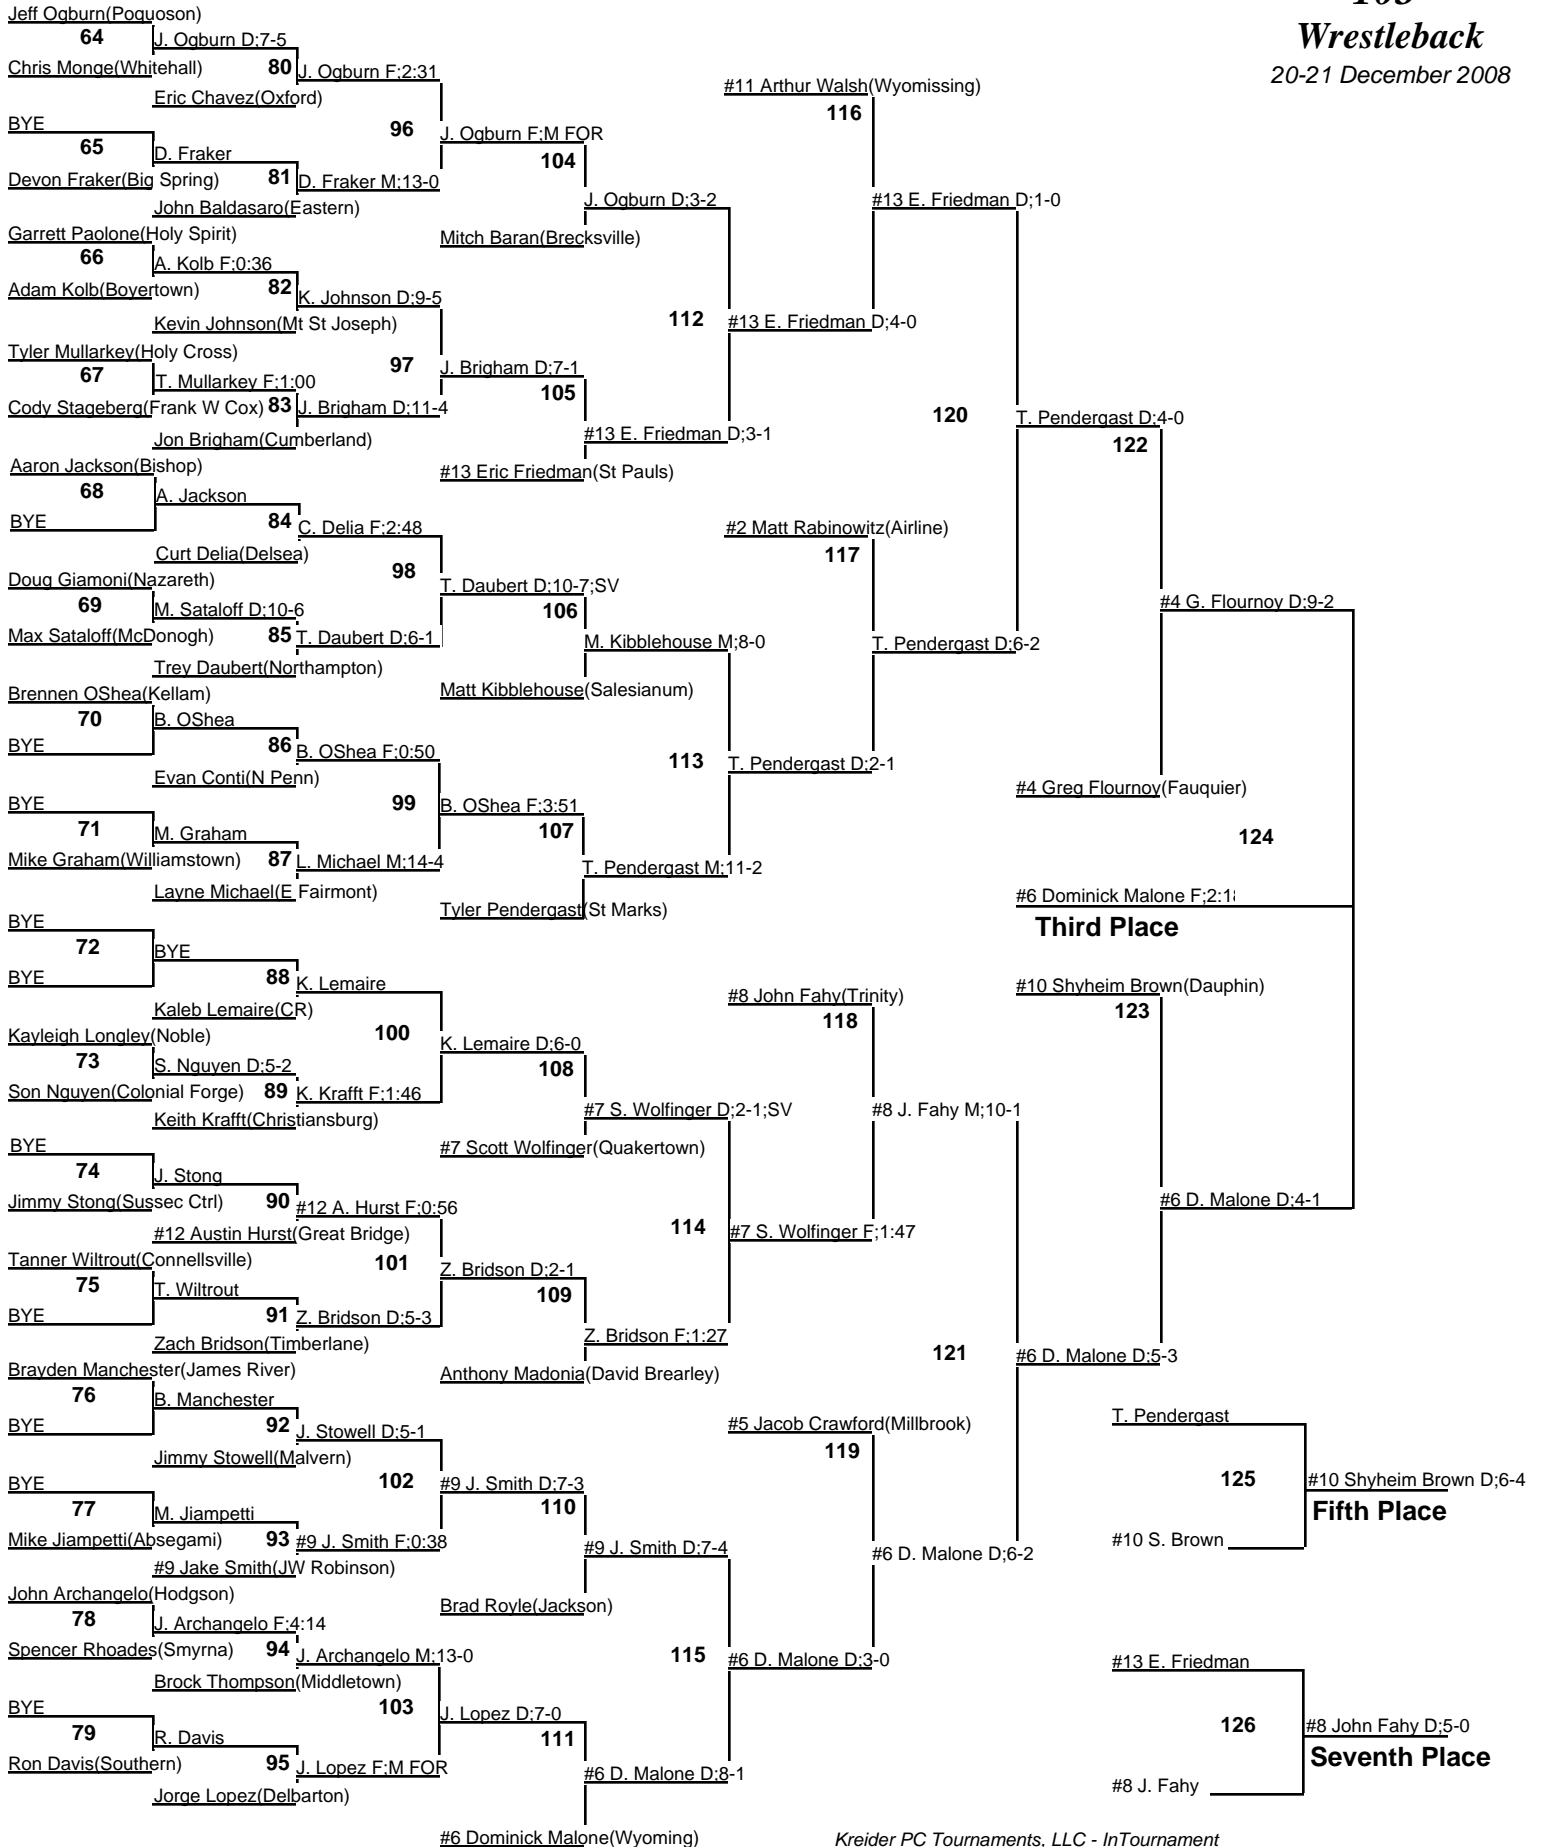 103
Wrestleback
20-21 December 2008
Jeff Ogburn(Poquoson)
64
J. Ogburn D;7-5
Chris Monge(Whitehall)
80
J. Ogburn F;2:31
Eric Chavez(Oxford)
BYE
96
J. Ogburn F;M FOR
65
D. Fraker
104
Devon Fraker(Big Spring)
81
D. Fraker M;13-0
John Baldasaro(Eastern)
J. Ogburn D;3-2
Garrett Paolone(Holy Spirit)
Mitch Baran(Brecksville)
66
A. Kolb F;0:36
Adam Kolb(Boyertown)
82
K. Johnson D;9-5
Kevin Johnson(Mt St Joseph)
112
#13 E. Friedman D;4-0
Tyler Mullarkey(Holy Cross)
97
J. Brigham D;7-1
67
T. Mullarkey F;1:00
105
Cody Stageberg(Frank W Cox)
83
J. Brigham D;11-4
Jon Brigham(Cumberland)
#13 E. Friedman D;3-1
Aaron Jackson(Bishop)
#13 Eric Friedman(St Pauls)
68
A. Jackson
BYE
84
C. Delia F;2:48
Curt Delia(Delsea)
98
Doug Giamoni(Nazareth)
T. Daubert D;10-7;SV
69
M. Sataloff D;10-6
106
Max Sataloff(McDonogh)
85
T. Daubert D;6-1
M. Kibblehouse M;8-0
Trey Daubert(Northampton)
Matt Kibblehouse(Salesianum)
Brennen OShea(Kellam)
70
B. OShea
BYE
86
B. OShea F;0:50
113
T. Pendergast D;2-1
Evan Conti(N Penn)
BYE
99
B. OShea F;3:51
71
M. Graham
107
Mike Graham(Williamstown)
87
L. Michael M;14-4
T. Pendergast M;11-2
Layne Michael(E Fairmont)
Tyler Pendergast(St Marks)
#11 Arthur Walsh(Wyomissing)
116
#13 E. Friedman D;1-0
120
T. Pendergast D;4-0
122
#2 Matt Rabinowitz(Airline)
117
T. Pendergast D;6-2
#4 G. Flournoy D;9-2
#4 Greg Flournoy(Fauquier)
124
#6 Dominick Malone F;2:18
Third Place
BYE
72
BYE
BYE
88
K. Lemaire
Kaleb Lemaire(CR)
100
K. Lemaire D;6-0
Kayleigh Longley(Noble)
73
S. Nguyen D;5-2
108
Son Nguyen(Colonial Forge)
89
K. Krafft F;1:46
Keith Krafft(Christiansburg)
#7 S. Wolfinger D;2-1;SV
BYE
#7 Scott Wolfinger(Quakertown)
74
J. Stong
Jimmy Stong(Sussec Ctrl)
90
#12 A. Hurst F;0:56
#12 Austin Hurst(Great Bridge)
114
#7 S. Wolfinger F;1:47
Tanner Wiltrout(Connellsville)
101
Z. Bridson D;2-1
75
T. Wiltrout
109
BYE
91
Z. Bridson D;5-3
Zach Bridson(Timberlane)
Z. Bridson F;1:27
Brayden Manchester(James River)
Anthony Madonia(David Brearley)
76
B. Manchester
BYE
92
J. Stowell D;5-1
Jimmy Stowell(Malvern)
BYE
102
#9 J. Smith D;7-3
77
M. Jiampetti
110
Mike Jiampetti(Absegami)
93
#9 J. Smith F;0:38
#9 Jake Smith(JW Robinson)
#9 J. Smith D;7-4
John Archangelo(Hodgson)
Brad Royle(Jackson)
78
J. Archangelo F;4:14
Spencer Rhoades(Smyrna)
94
J. Archangelo M;13-0
Brock Thompson(Middletown)
115
#6 D. Malone D;3-0
BYE
103
J. Lopez D;7-0
79
R. Davis
111
Ron Davis(Southern)
95
J. Lopez F;M FOR
Jorge Lopez(Delbarton)
#6 D. Malone D;8-1
#6 Dominick Malone(Wyoming)
#8 John Fahy(Trinity)
118
#8 J. Fahy M;10-1
#10 Shyheim Brown(Dauphin)
123
#6 D. Malone D;4-1
121
#6 D. Malone D;5-3
#5 Jacob Crawford(Millbrook)
119
#6 D. Malone D;6-2
T. Pendergast
125
#10 Shyheim Brown D;6-4
Fifth Place
#10 S. Brown
#13 E. Friedman
126
#8 John Fahy D;5-0
Seventh Place
#8 J. Fahy
Kreider PC Tournaments, LLC - InTournament